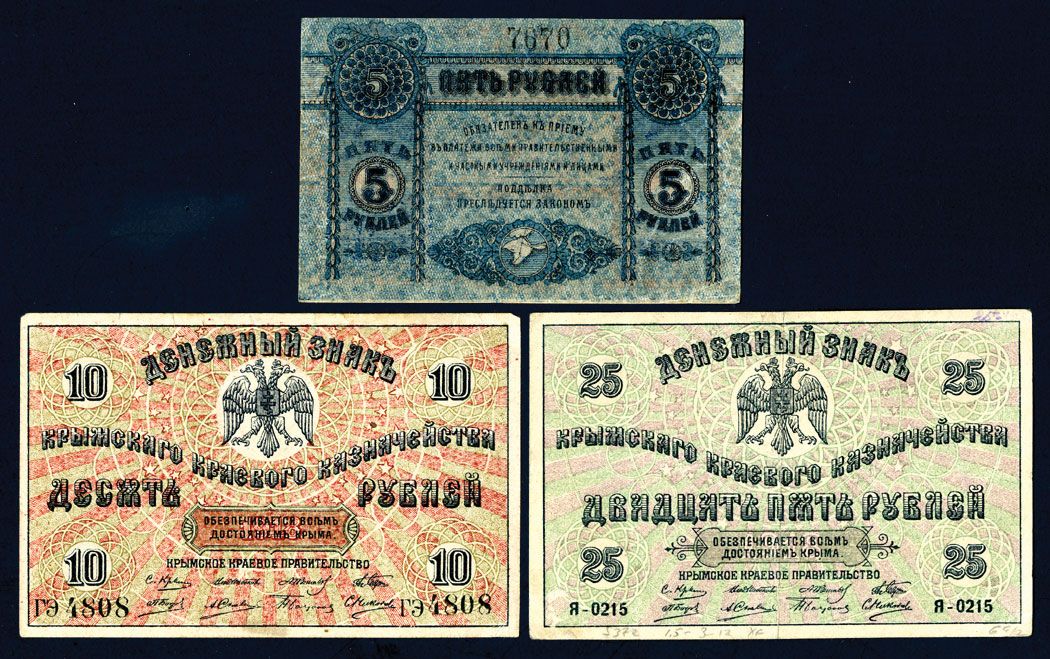 7670
5 ПЯТЬ РУБЛЕЙ 5
ОБЯЗАТЕЛЕНЪ КЪ ПРІЕМУ
ВЪ ПЛАТЕЖИ ВСѢМИ ПРАВИТЕЛЬСТВЕННЫМИ
И ЧАСТНЫМИ УЧРЕЖДЕНІЯМИ И ЛИЦАМИ
ПОДДѢЛКА
ПРЕСЛѢДУЕТСЯ ЗАКОНОМЪ
ПЯТЬ
5
РУБЛЕЙ
ПЯТЬ
5
РУБЛЕЙ
ДЕНЕЖНЫЙ ЗНАКЪ
10 10
КРЫМСКАГО КРАЕВОГО КАЗНАЧЕЙСТВА
ДЕСЯТЬ РУБЛЕЙ
ОБЕЗПЕЧИВАЕТСЯ ВСѢМЪ
ДОСТОЯНІЕМЪ КРЫМА.
КРЫМСКОЕ КРАЕВОЕ ПРАВИТЕЛЬСТВО
10 10
ГЭ 4808 ГЭ 4808
ДЕНЕЖНЫЙ ЗНАКЪ
25 25
КРЫМСКАГО КРАЕВОГО КАЗНАЧЕЙСТВА
ДВАДЦАТЬ ПЯТЬ РУБЛЕЙ
ОБЕЗПЕЧИВАЕТСЯ ВСѢМЪ
ДОСТОЯНІЕМЪ КРЫМА.
КРЫМСКОЕ КРАЕВОЕ ПРАВИТЕЛЬСТВО
25 25
Я-0215 Я-0215